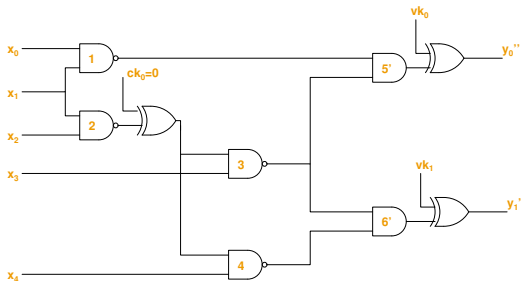 vk₀
x₀
1
y₀''
5'
ck₀=0
x₁
2
x₂
3
vk₁
x₃
y₁'
6'
4
x₄